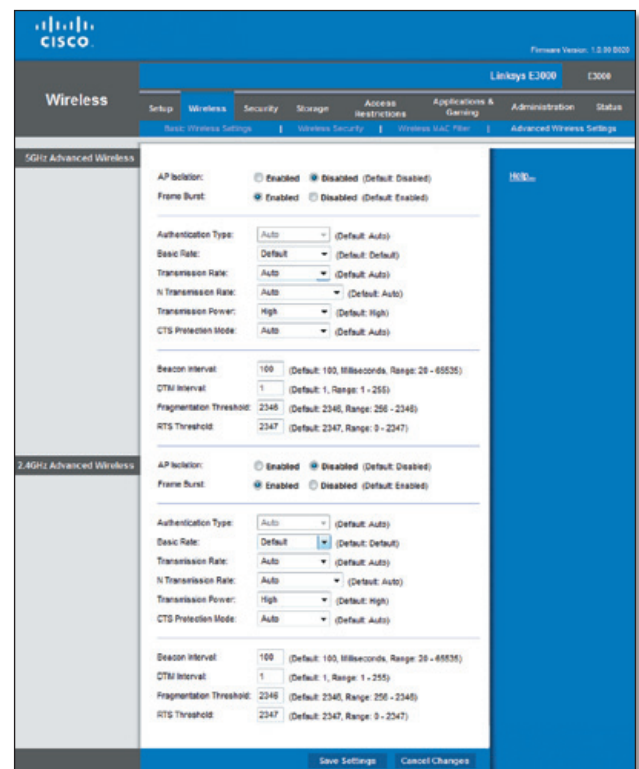 CISCO
Firmware Version: 1.0.00 B020
Linksys E3000 E3000
Wireless
Setup Wireless Security Storage Access Restrictions Applications & Gaming Administration Status
Basic Wireless Settings | Wireless Security | Wireless MAC Filter | Advanced Wireless Settings
5GHz Advanced Wireless
AP Isolation: Enabled Disabled (Default: Disabled)
Help...
Frame Burst: Enabled Disabled (Default: Enabled)
Authentication Type: Auto (Default: Auto)
Basic Rate: Default (Default: Default)
Transmission Rate: Auto (Default: Auto)
N Transmission Rate: Auto (Default: Auto)
Transmission Power: High (Default: High)
CTS Protection Mode: Auto (Default: Auto)
Beacon Interval: 100 (Default: 100, Milliseconds, Range: 20 - 65535)
DTIM Interval: 1 (Default: 1, Range: 1 - 255)
Fragmentation Threshold: 2346 (Default: 2346, Range: 256 - 2346)
RTS Threshold: 2347 (Default: 2347, Range: 0 - 2347)
2.4GHz Advanced Wireless
AP Isolation: Enabled Disabled (Default: Disabled)
Frame Burst: Enabled Disabled (Default: Enabled)
Authentication Type: Auto (Default: Auto)
Basic Rate: Default (Default: Default)
Transmission Rate: Auto (Default: Auto)
N Transmission Rate: Auto (Default: Auto)
Transmission Power: High (Default: High)
CTS Protection Mode: Auto (Default: Auto)
Beacon Interval: 100 (Default: 100, Milliseconds, Range: 20 - 65535)
DTIM Interval: 1 (Default: 1, Range: 1 - 255)
Fragmentation Threshold: 2346 (Default: 2346, Range: 256 - 2346)
RTS Threshold: 2347 (Default: 2347, Range: 0 - 2347)
Save Settings Cancel Changes